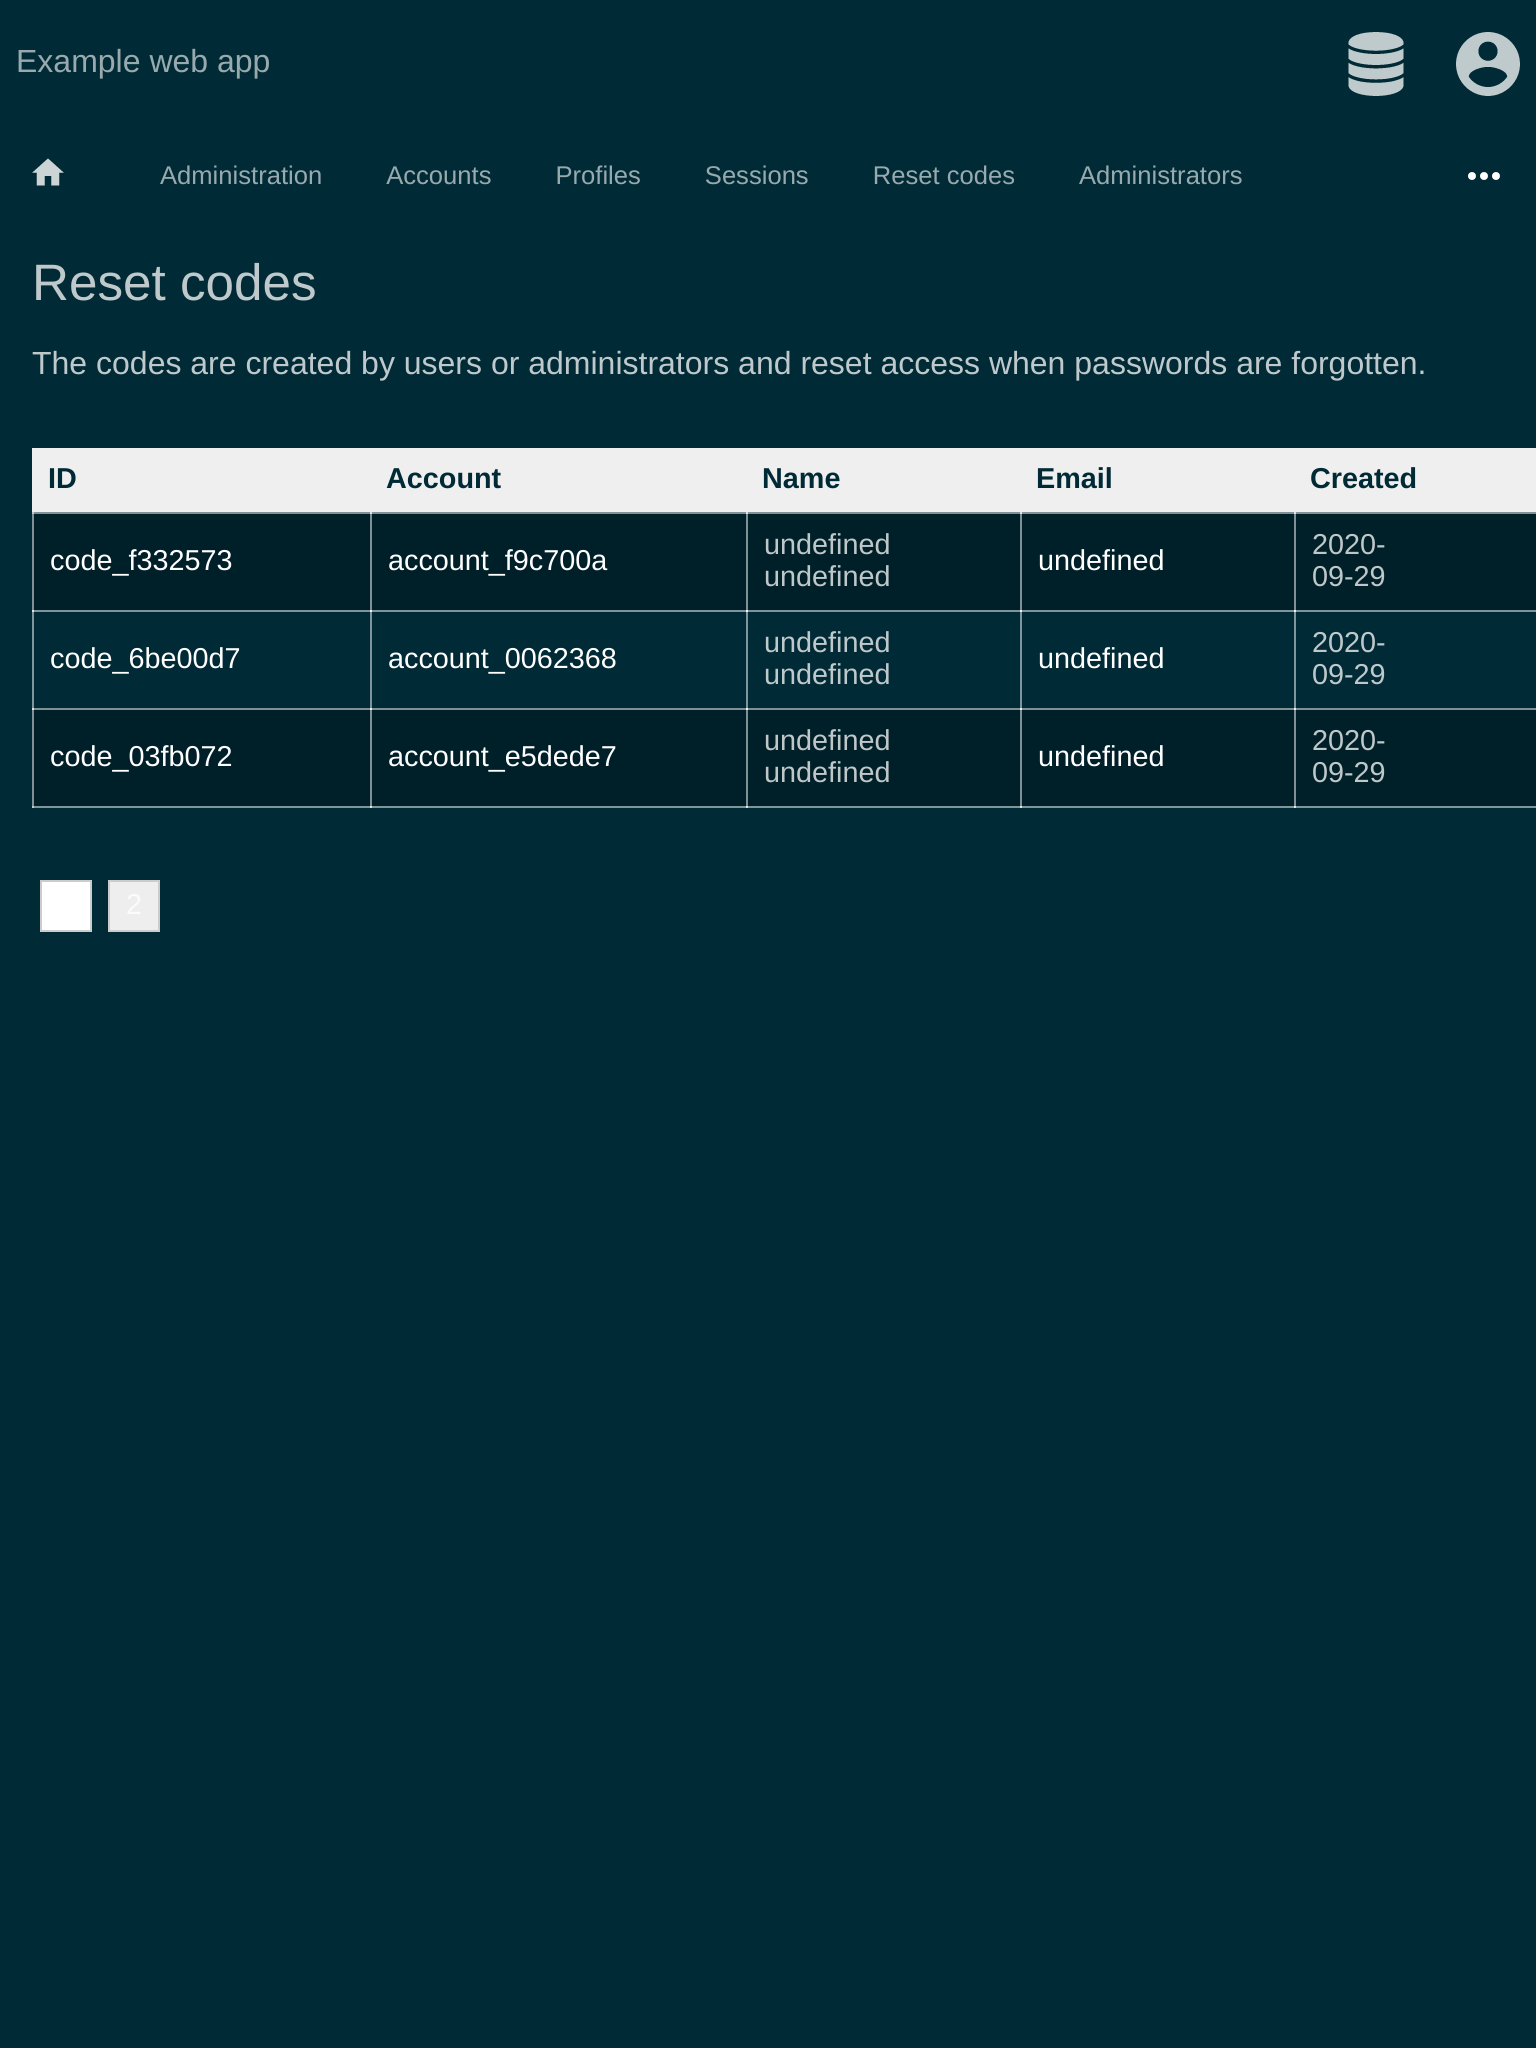 Example web app
Administration Accounts Profiles Sessions Reset codes Administrators
Reset codes
The codes are created by users or administrators and reset access when passwords are forgotten.
ID Account Name Email Created
code_f332573 account_f9c700a undefined undefined undefined 2020-09-29
code_6be00d7 account_0062368 undefined undefined undefined 2020-09-29
code_03fb072 account_e5dede7 undefined undefined undefined 2020-09-29
2